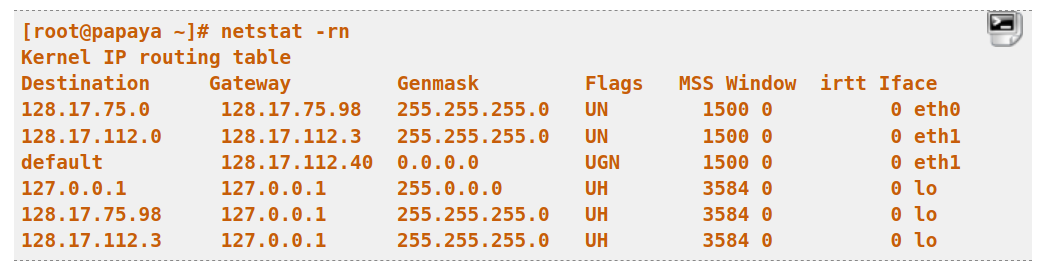 [root@papaya ~]# netstat -rn
Kernel IP routing table
Destination     Gateway         Genmask         Flags   MSS Window  irtt Iface
128.17.75.0      128.17.75.98   255.255.255.0   UN        1500 0          0 eth0
128.17.112.0     128.17.112.3   255.255.255.0   UN        1500 0          0 eth1
default          128.17.112.40  0.0.0.0         UGN       1500 0          0 eth1
127.0.0.1        127.0.0.1      255.0.0.0       UH        3584 0          0 lo
128.17.75.98     127.0.0.1      255.255.255.0   UH        3584 0          0 lo
128.17.112.3     127.0.0.1      255.255.255.0   UH        3584 0          0 lo